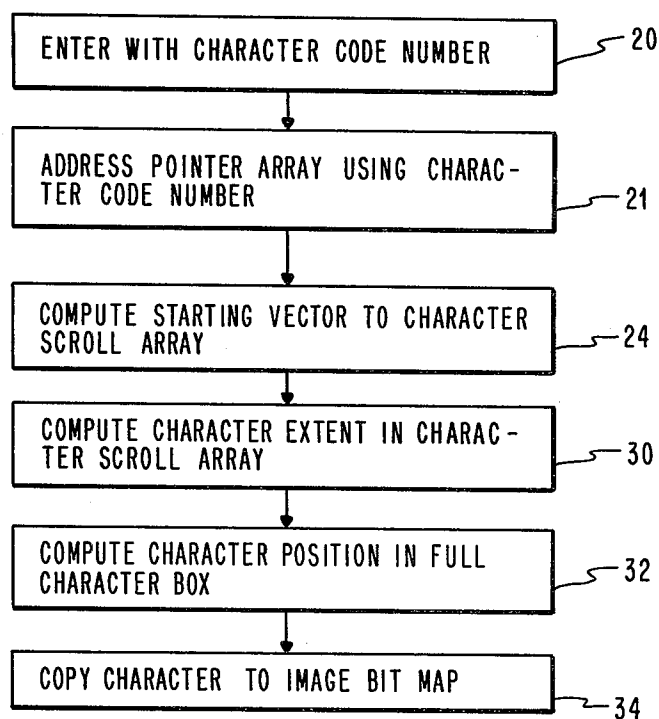 ENTER WITH CHARACTER CODE NUMBER
20
ADDRESS POINTER ARRAY USING CHARAC-
TER CODE NUMBER
21
COMPUTE STARTING VECTOR TO CHARACTER
SCROLL ARRAY
24
COMPUTE CHARACTER EXTENT IN CHARAC-
TER SCROLL ARRAY
30
COMPUTE CHARACTER POSITION IN FULL
CHARACTER BOX
32
COPY CHARACTER TO IMAGE BIT MAP
34